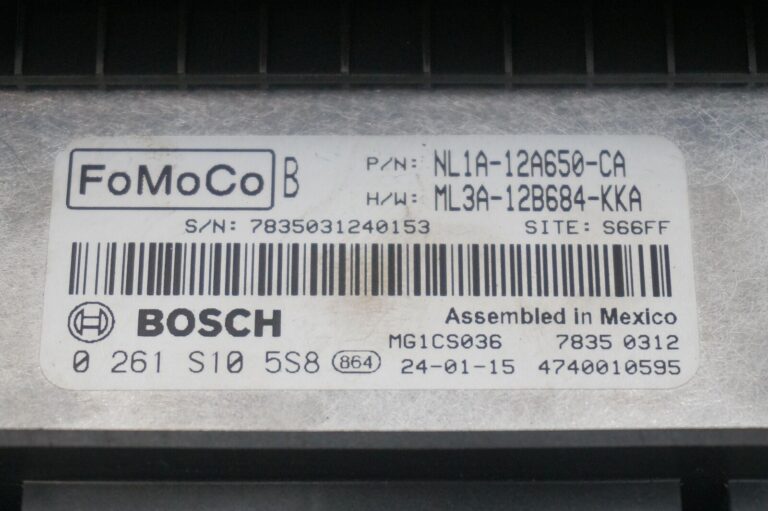 FoMoCo B P/N: NL1A-12A650-CA
H/W: ML3A-12B684-KKA
S/N: 7835031240153 SITE: S66FF
BOSCH Assembled in Mexico
MG1CS036 7835 0312
0 261 S10 5S8 864 24-01-15 4740010595